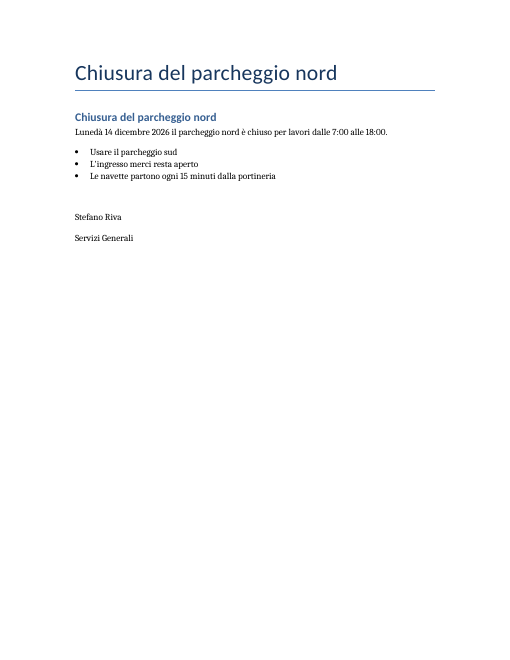 Chiusura del parcheggio nord
Chiusura del parcheggio nord
Lunedà 14 dicembre 2026 il parcheggio nord è chiuso per lavori dalle 7:00 alle 18:00.
Usare il parcheggio sud
L'ingresso merci resta aperto
Le navette partono ogni 15 minuti dalla portineria
Stefano Riva
Servizi Generali